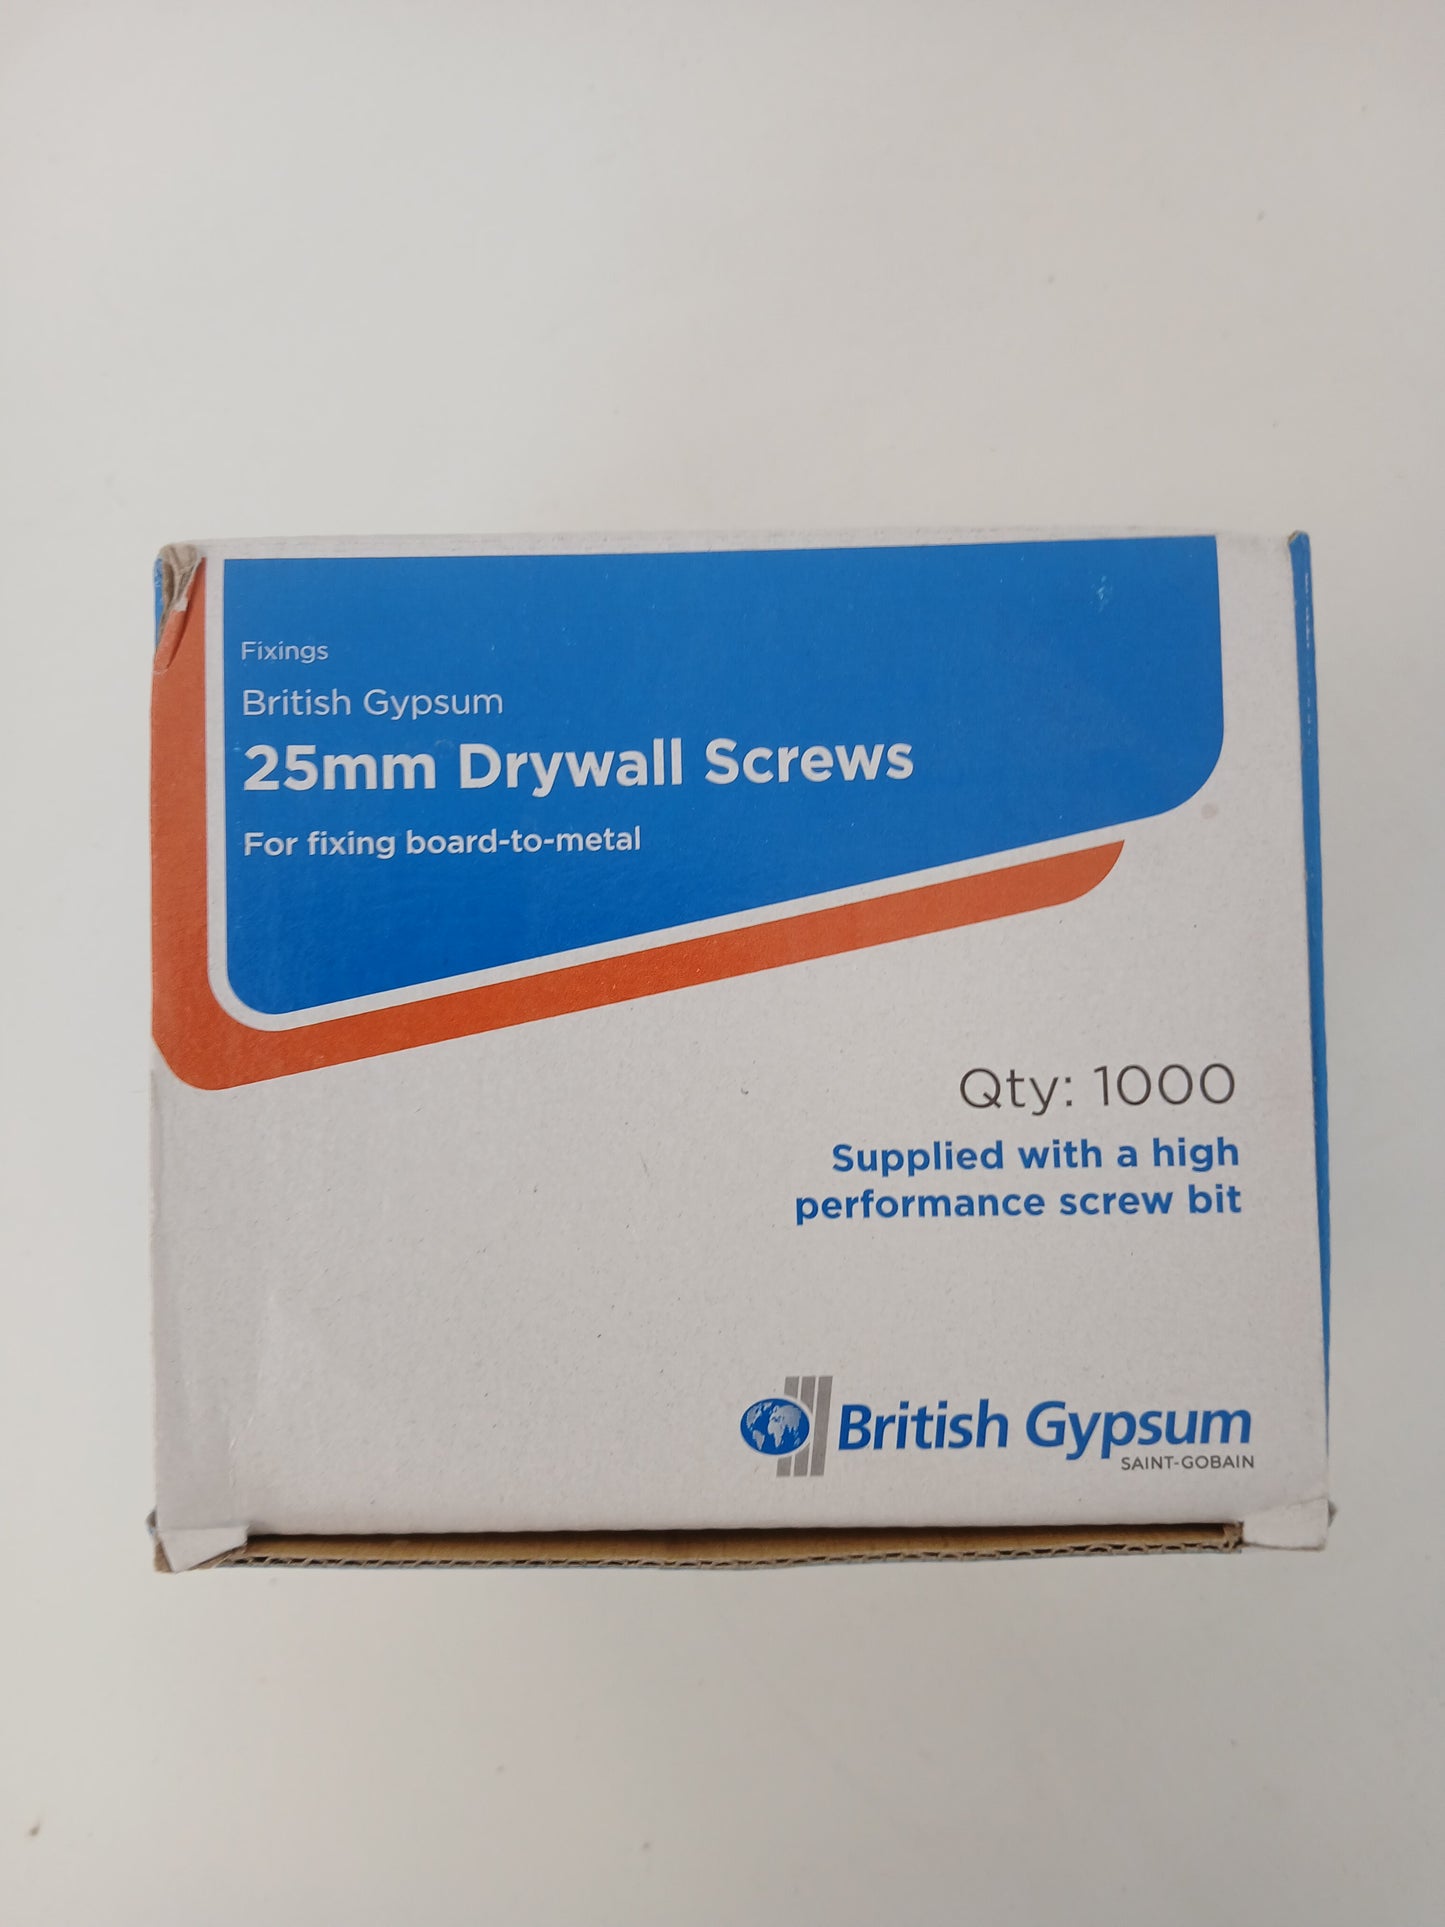 Fixings
British Gypsum
25mm Drywall Screws
For fixing board-to-metal
Qty: 1000
Supplied with a high
performance screw bit
British Gypsum
SAINT-GOBAIN